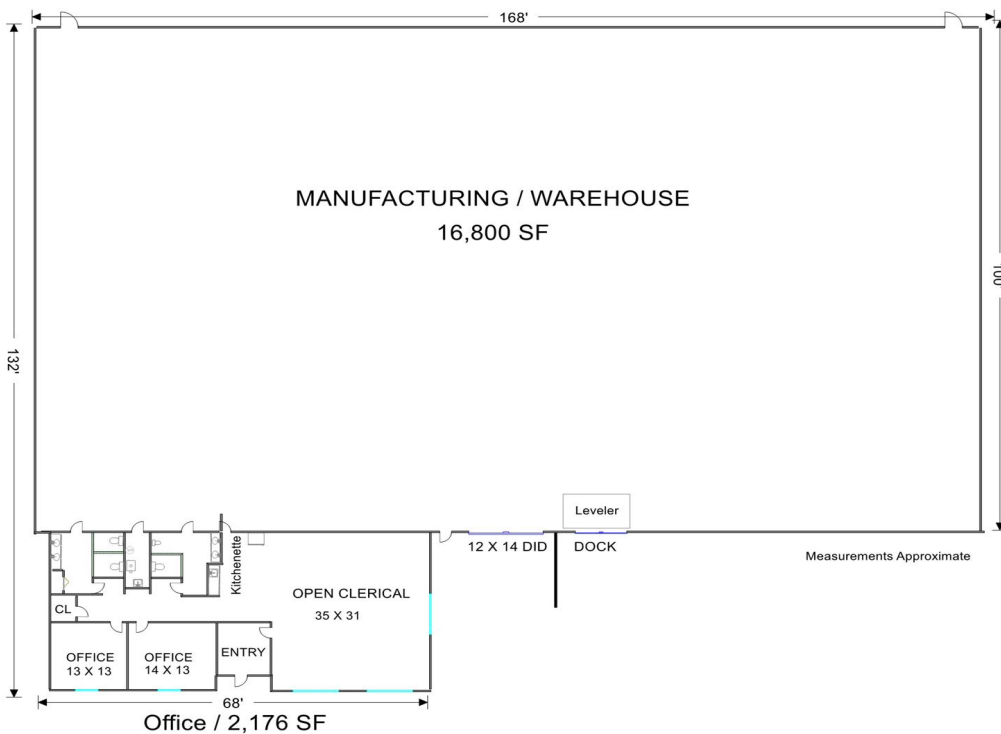 168'
MANUFACTURING / WAREHOUSE
16,800 SF
100'
132'
Leveler
12 X 14 DID
DOCK
Measurements Approximate
Kitchenette
OPEN CLERICAL
35 X 31
CL
OFFICE
13 X 13
OFFICE
14 X 13
ENTRY
68'
Office / 2,176 SF